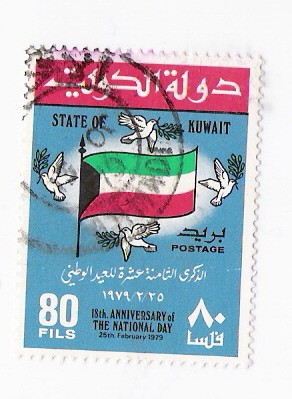 دولة الكويت
STATE OF KUWAIT
بريد
POSTAGE
الذكرى الثامنة عشرة للعيد الوطني
١٩٧٩/٢/٢٥
80 FILS
18th. ANNIVERSARY of
THE NATIONAL DAY
25th February 1979
٨٠ فلسا